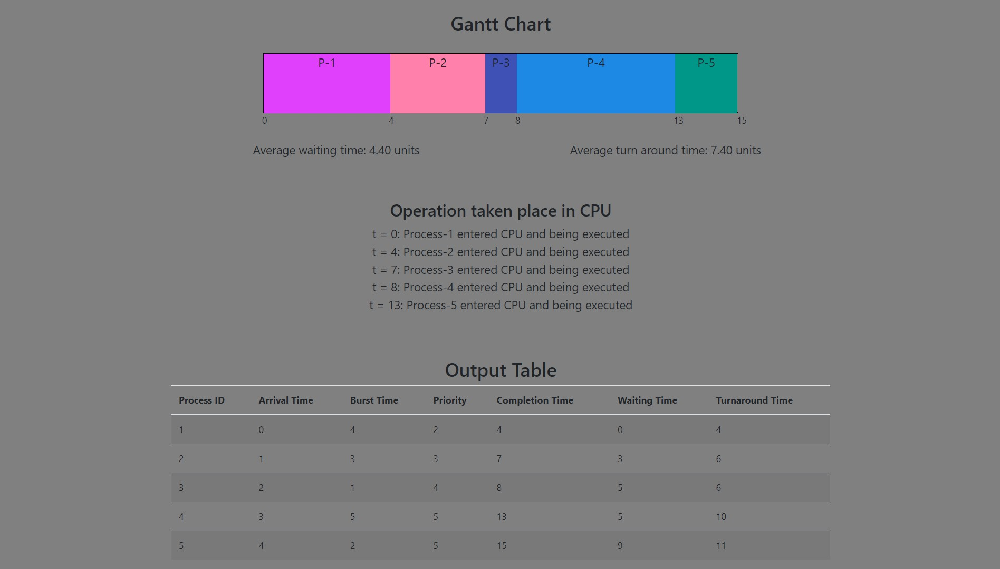 Gantt Chart
P-1 P-2 P-3 P-4 P-5
0 4 7 8 13 15
Average waiting time: 4.40 units Average turn around time: 7.40 units
Operation taken place in CPU
t = 0: Process-1 entered CPU and being executed
t = 4: Process-2 entered CPU and being executed
t = 7: Process-3 entered CPU and being executed
t = 8: Process-4 entered CPU and being executed
t = 13: Process-5 entered CPU and being executed
Output Table
Process ID Arrival Time Burst Time Priority Completion Time Waiting Time Turnaround Time
1 0 4 2 4 0 4
2 1 3 3 7 3 6
3 2 1 4 8 5 6
4 3 5 5 13 5 10
5 4 2 5 15 9 11